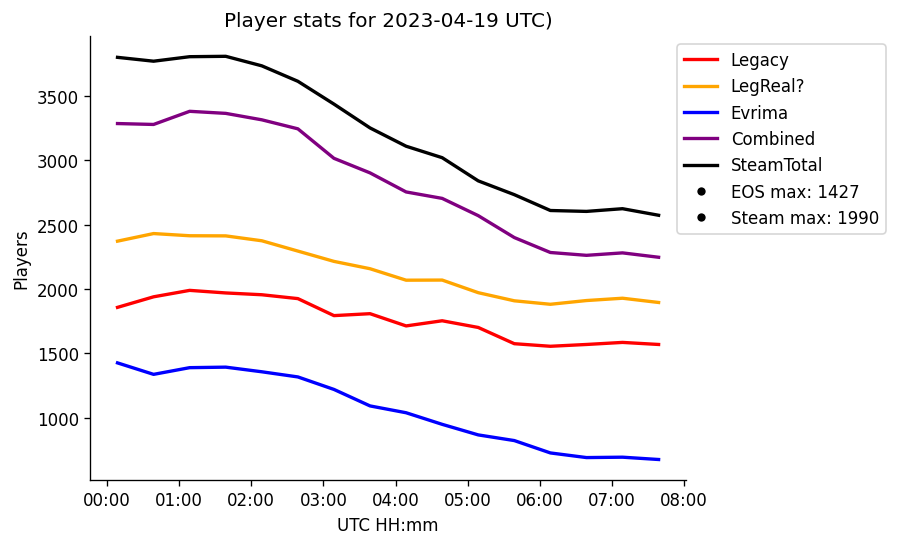 Player stats for 2023-04-19 UTC)
Legacy
LegReal?
Evrima
Combined
SteamTotal
EOS max: 1427
Steam max: 1990
Players
3500
3000
2500
2000
1500
1000
00:00 01:00 02:00 03:00 04:00 05:00 06:00 07:00 08:00
UTC HH:mm